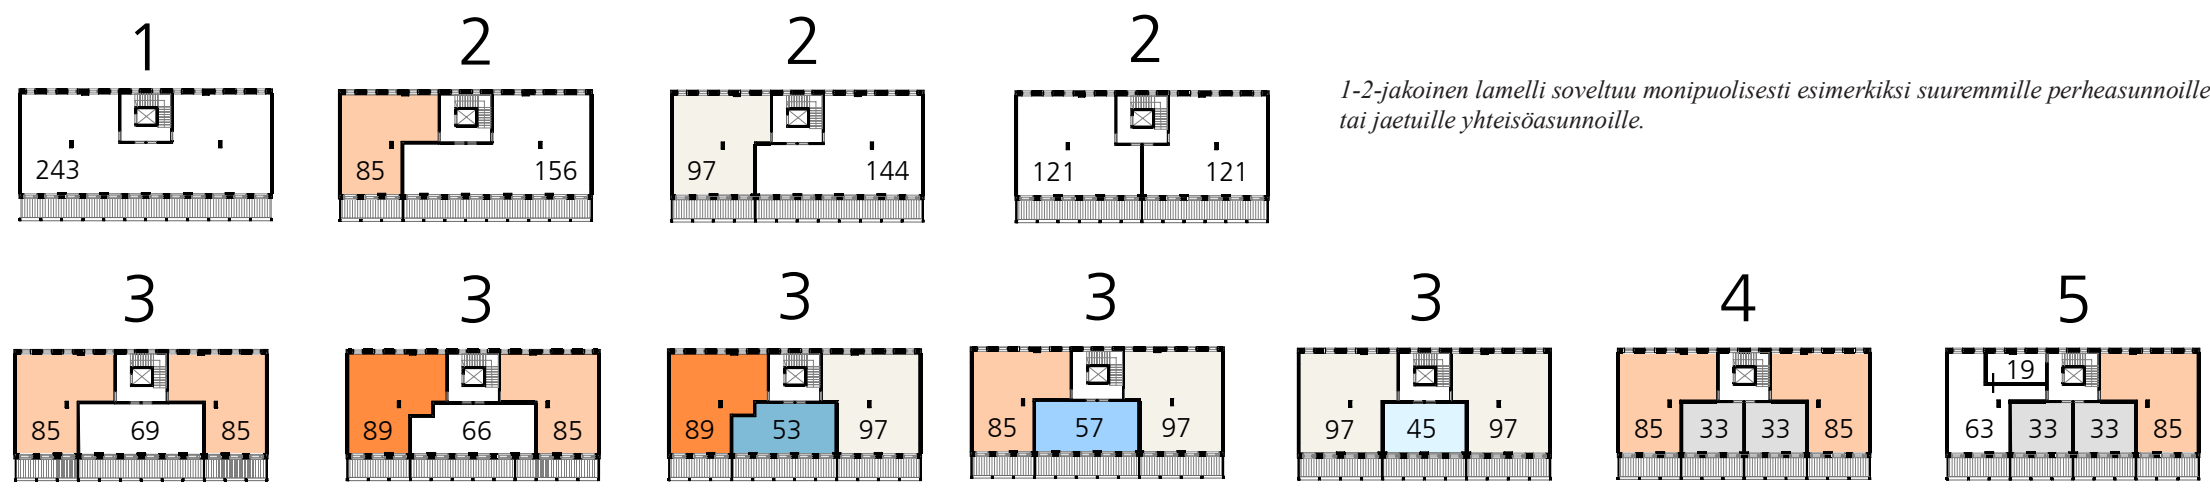 1
2
2
2
1-2-jakoinen lamelli soveltuu monipuolisesti esimerkiksi suuremmille perheasunnoille
tai jaetuille yhteisöasunnoille.
243
85 156
97 144
121 121
3
3
3
3
3
4
5
85 69 85
89 66 85
89 53 97
85 57 97
97 45 97
85 33 33 85
19
63 33 33 85